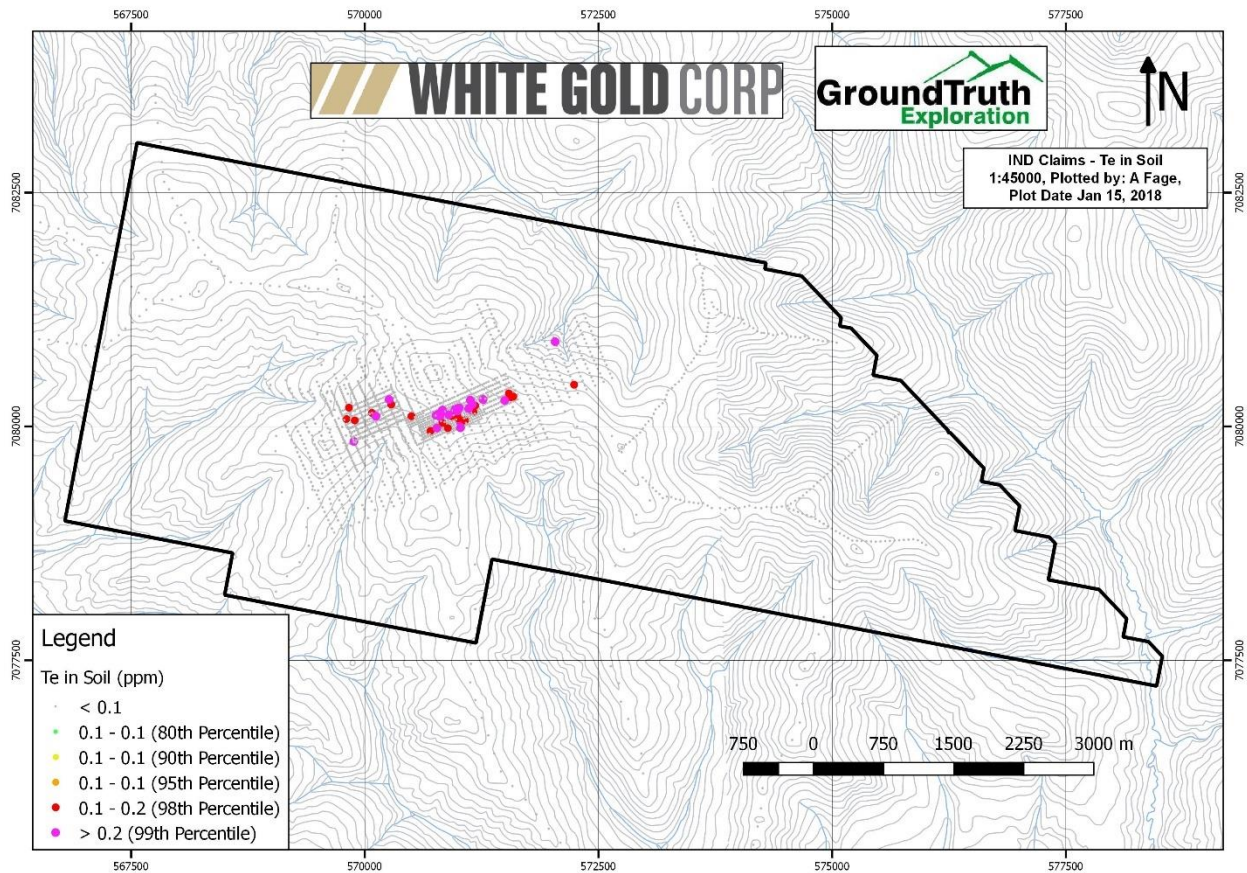 567500 570000 572500 575000 577500
WHITE GOLD CORP
GroundTruth
Exploration
N
IND Claims - Te in Soil
1:45000, Plotted by: A Fage,
Plot Date Jan 15, 2018
7082500 7082500
7080000 7080000
7077500 7077500
Legend
Te in Soil (ppm)
< 0.1
0.1 - 0.1 (80th Percentile)
0.1 - 0.1 (90th Percentile)
0.1 - 0.1 (95th Percentile)
0.1 - 0.2 (98th Percentile)
> 0.2 (99th Percentile)
750 0 750 1500 2250 3000 m
567500 570000 572500 575000 577500